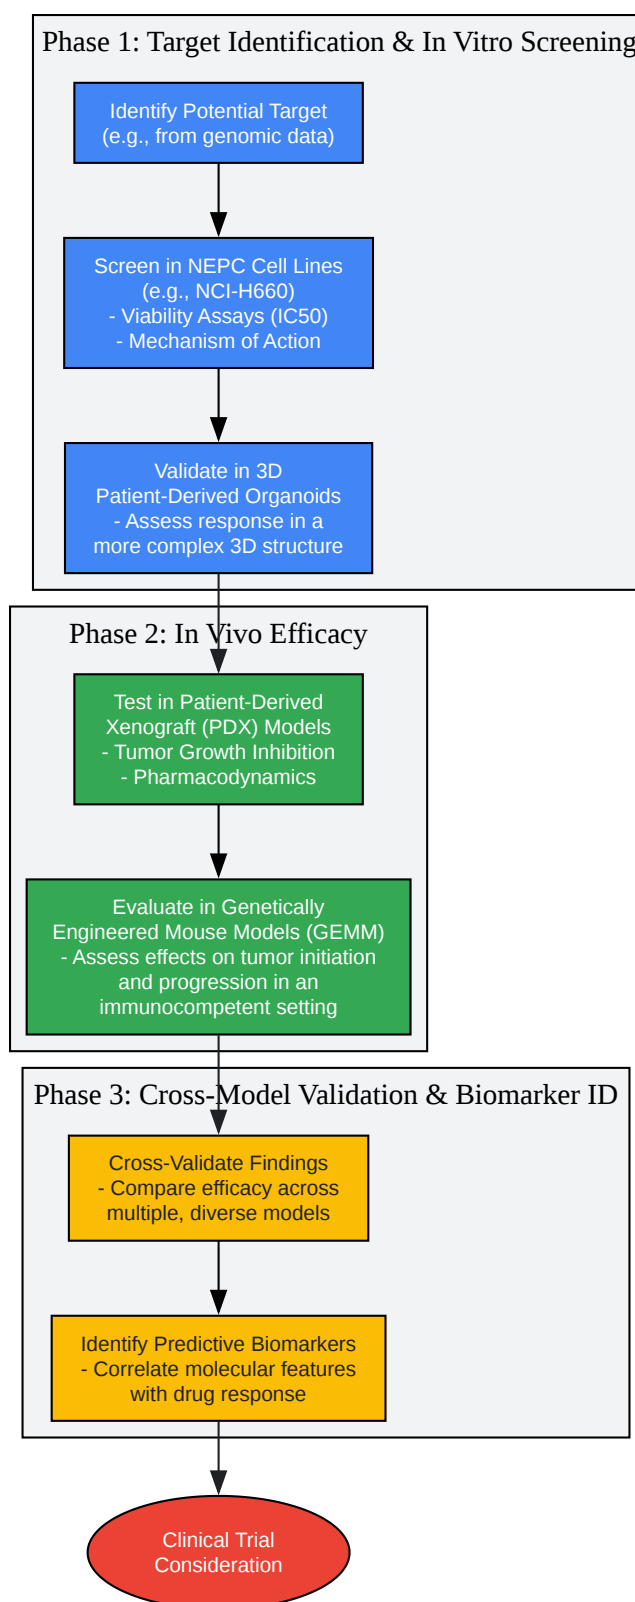 Phase 1: Target Identification & In Vitro Screening
Identify Potential Target
(e.g., from genomic data)
Screen in NEPC Cell Lines
(e.g., NCI-H660)
- Viability Assays (IC50)
- Mechanism of Action
Validate in 3D
Patient-Derived Organoids
- Assess response in a
more complex 3D structure
Phase 2: In Vivo Efficacy
Test in Patient-Derived
Xenograft (PDX) Models
- Tumor Growth Inhibition
- Pharmacodynamics
Evaluate in Genetically
Engineered Mouse Models (GEMM)
- Assess effects on tumor initiation
and progression in an
immunocompetent setting
Phase 3: Cross-Model Validation & Biomarker ID
Cross-Validate Findings
- Compare efficacy across
multiple, diverse models
Identify Predictive Biomarkers
- Correlate molecular features
with drug response
Clinical Trial
Consideration